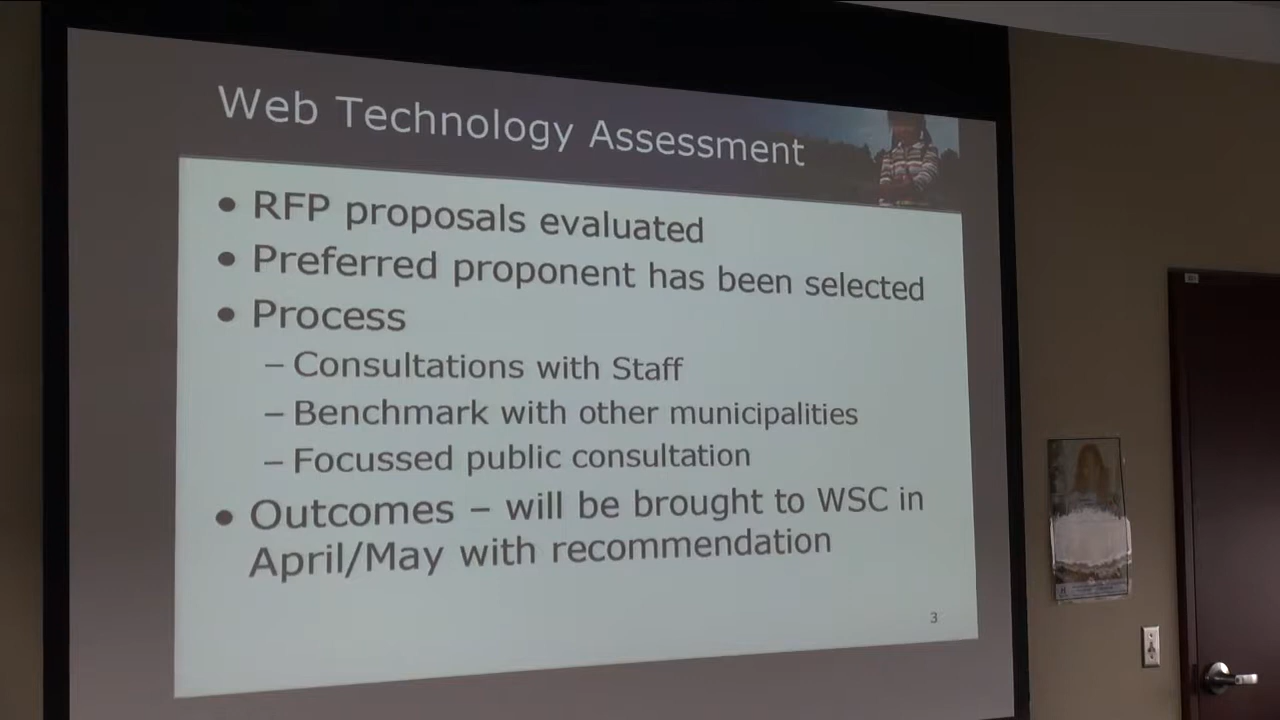 Web Technology Assessment
• RFP proposals evaluated
• Preferred proponent has been selected
• Process
– Consultations with Staff
– Benchmark with other municipalities
– Focussed public consultation
• Outcomes – will be brought to WSC in
April/May with recommendation
3